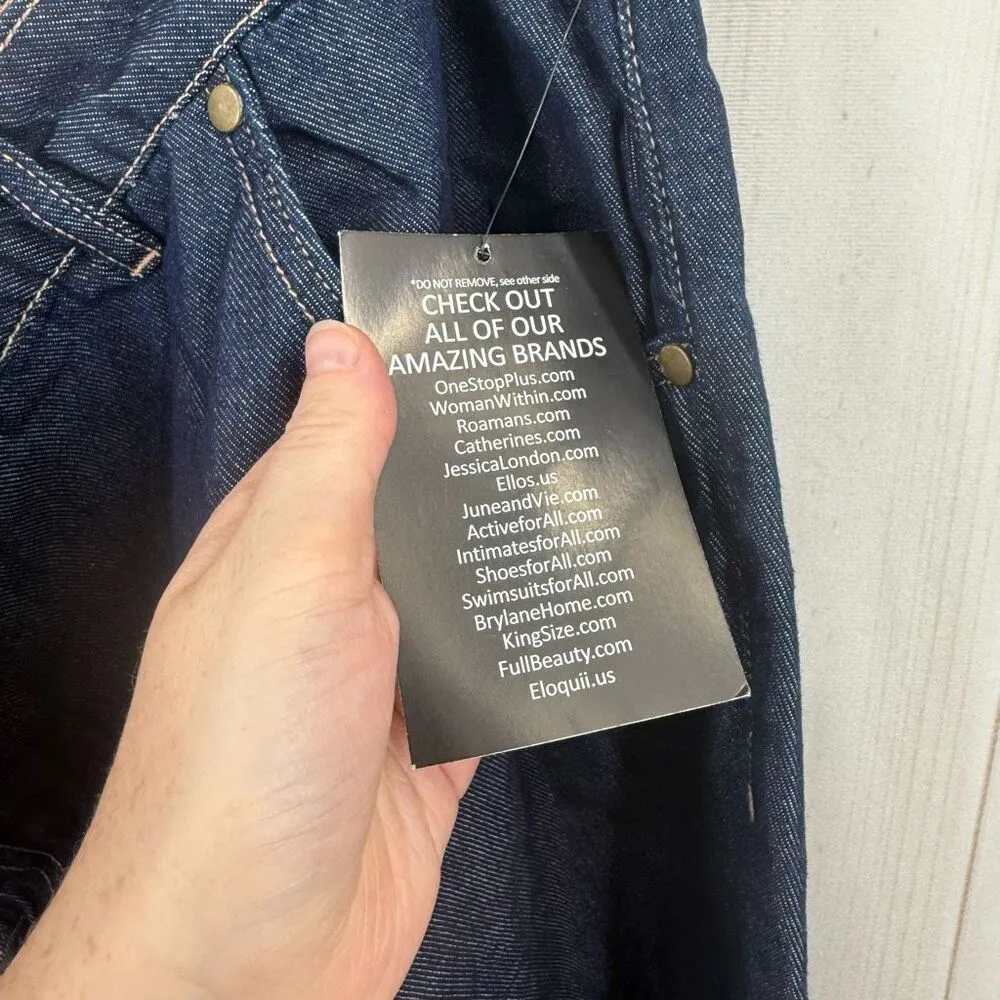 *DO NOT REMOVE, see other side
CHECK OUT
ALL OF OUR
AMAZING BRANDS
OneStopPlus.com
WomanWithin.com
Roamans.com
Catherines.com
JessicaLondon.com
Ellos.us
JuneandVie.com
ActiveforAll.com
IntimatesforAll.com
ShoesforAll.com
SwimsuitsforAll.com
BrylaneHome.com
KingSize.com
FullBeauty.com
Eloquii.us